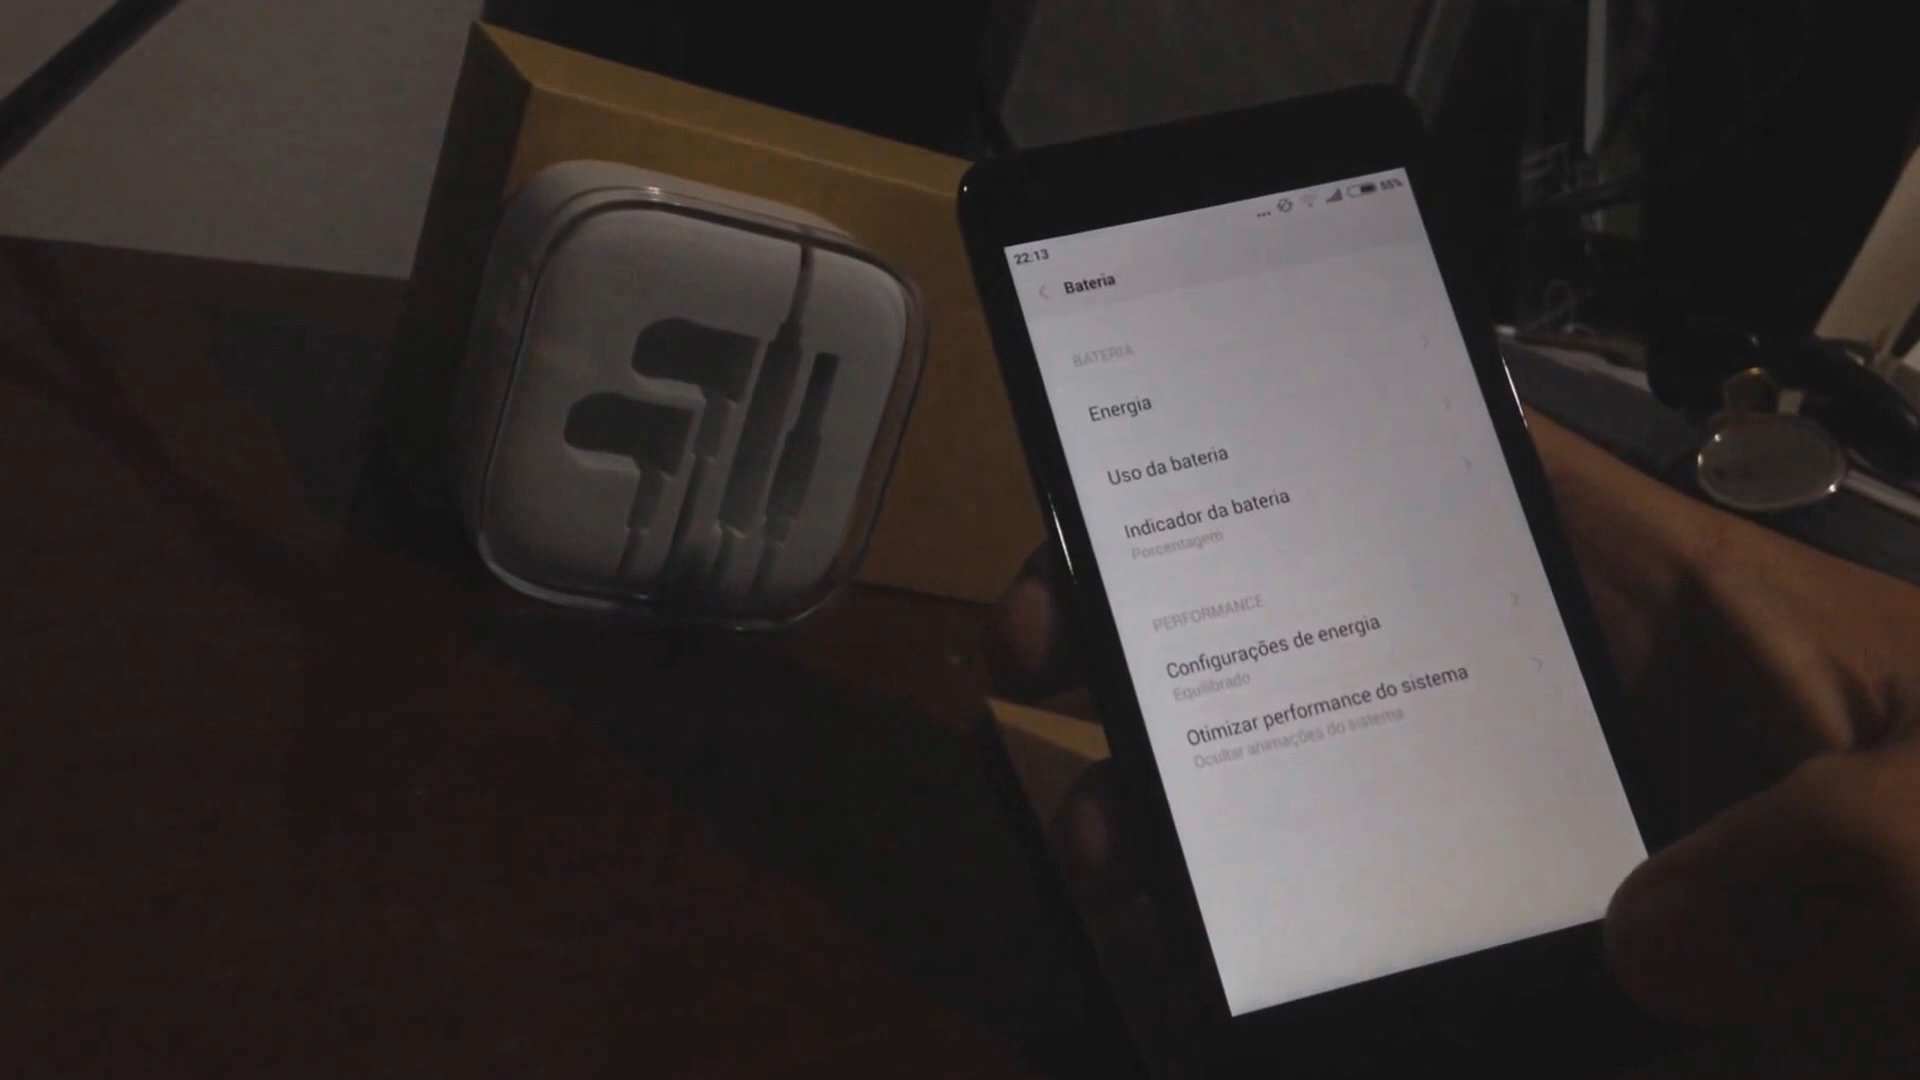 22:13
55%
Bateria
BATERIA
Energia
Uso da bateria
Indicador da bateria
Porcentagem
PERFORMANCE
Configurações de energia
Equilibrado
Otimizar performance do sistema
Ocultar animações do sistema